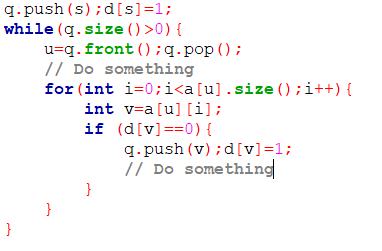 q.push(s);d[s]=1;
while(q.size()>0){
u=q.front();q.pop();
// Do something
for(int i=0;i<a[u].size();i++){
int v=a[u][i];
if (d[v]==0){
q.push(v);d[v]=1;
// Do something
}
}
}